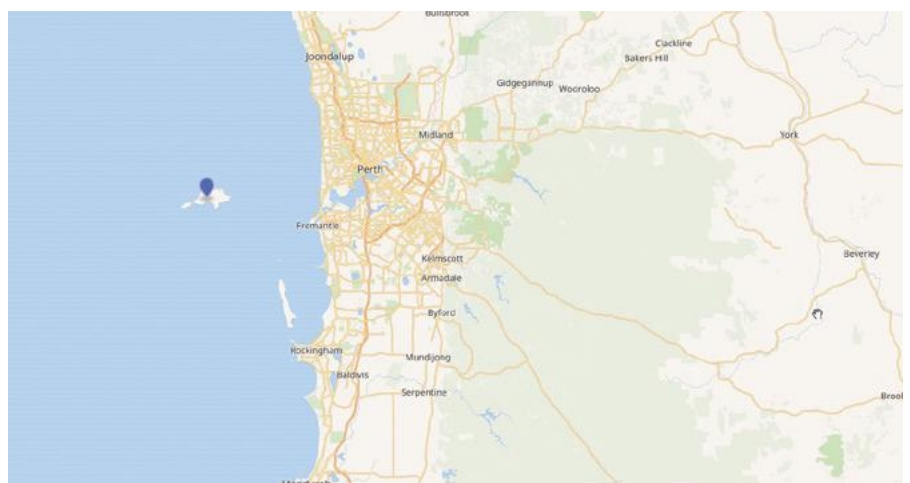 Bullsbrook
Clackline
Joondalup
Bakers Hill
Gidgegannup
Wooroloo
Midland
York
Perth
Fremantle
Beverley
Kelmscott
Armadale
Byford
Rockingham
Mundijong
Baldivis
Serpentine
Brook